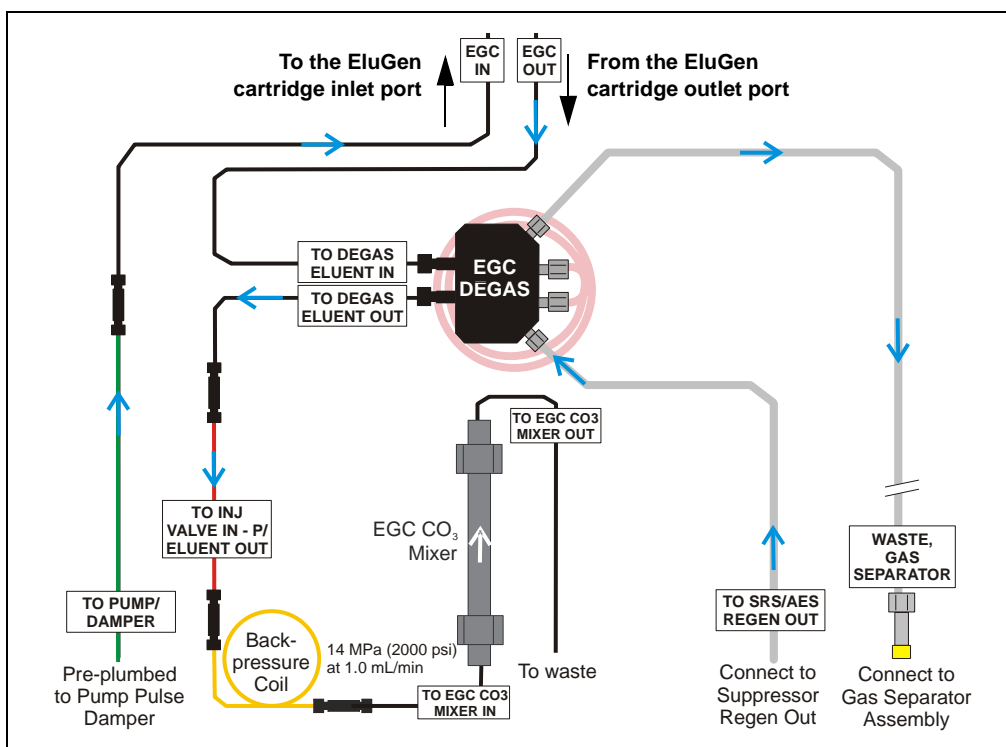 To the EluGen
cartridge inlet port
EGC
IN
EGC
OUT
From the EluGen
cartridge outlet port
TO DEGAS
ELUENT IN
TO DEGAS
ELUENT OUT
EGC
DEGAS
TO EGC CO3
MIXER OUT
EGC CO₃
Mixer
TO INJ
VALVE IN - P/
ELUENT OUT
WASTE,
GAS
SEPARATOR
TO PUMP/
DAMPER
TO SRS/AES
REGEN OUT
Back-
pressure
Coil
14 MPa (2000 psi)
at 1.0 mL/min
TO EGC CO3
MIXER IN
To waste
Pre-plumbed
to Pump Pulse
Damper
Connect to
Suppressor
Regen Out
Connect to
Gas Separator
Assembly